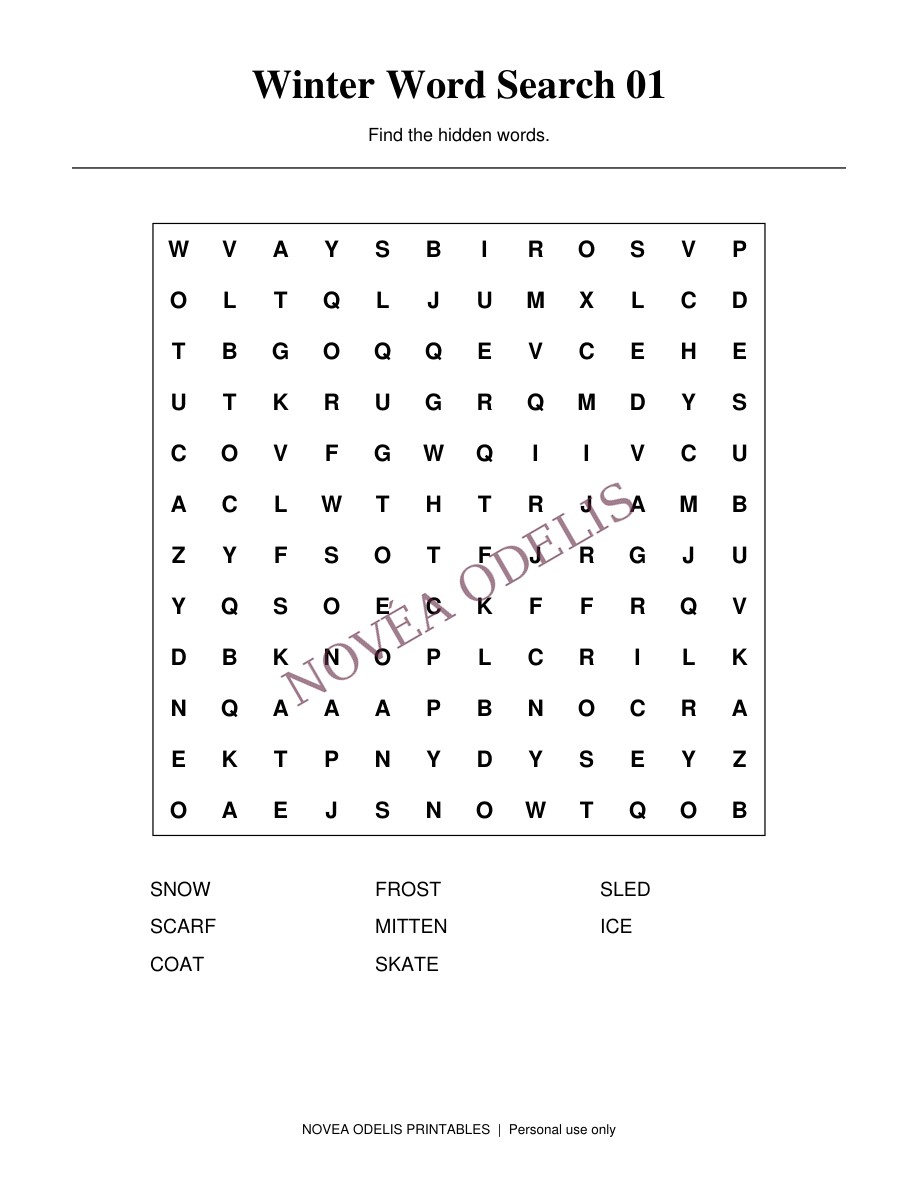 Winter Word Search 01
Find the hidden words.
W V A Y S B I R O S V P
O L T Q L J U M X L C D
T B G O Q Q E V C E H E
U T K R U G R Q M D Y S
C O V F G W Q I I V C U
A C L W T H T R J A M B
Z Y F S O T F J R G J U
Y Q S O E C K F F R Q V
D B K N O P L C R I L K
N Q A A A P B N O C R A
E K T P N Y D Y S E Y Z
O A E J S N O W T Q O B
NOVÉA ODELIS
SNOW FROST SLED
SCARF MITTEN ICE
COAT SKATE
NOVEA ODELIS PRINTABLES | Personal use only